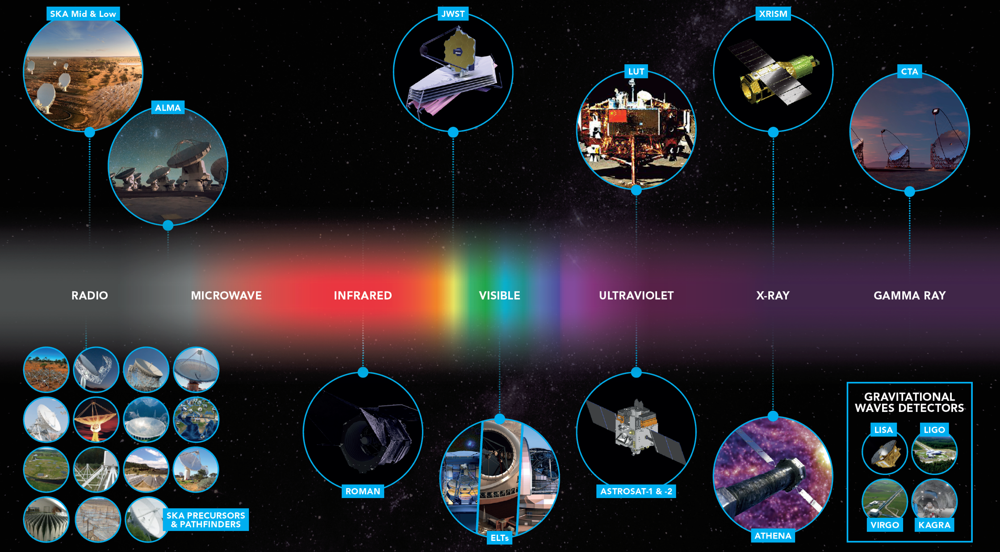 SKA Mid & Low
JWST
XRISM
LUT
CTA
ALMA
RADIO
MICROWAVE
INFRARED
VISIBLE
ULTRAVIOLET
X-RAY
GAMMA RAY
SKA PRECURSORS
& PATHFINDERS
ROMAN
ELTs
ASTROSAT-1 & -2
ATHENA
GRAVITATIONAL
WAVES DETECTORS
LISA
LIGO
VIRGO
KAGRA